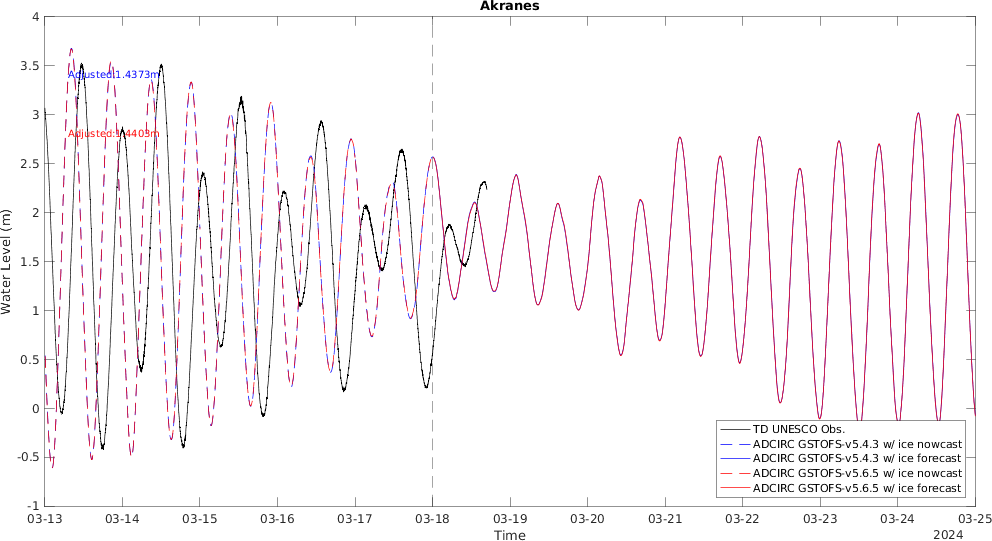 Akranes
4
3.5
3
2.5
2
1.5
1
0.5
0
-0.5
-1
Water Level (m)
Adjusted:1.4373m
Adjusted:1.4403m
TD UNESCO Obs.
ADCIRC GSTOFS-v5.4.3 w/ ice nowcast
ADCIRC GSTOFS-v5.4.3 w/ ice forecast
ADCIRC GSTOFS-v5.6.5 w/ ice nowcast
ADCIRC GSTOFS-v5.6.5 w/ ice forecast
03-13 03-14 03-15 03-16 03-17 03-18 03-19 03-20 03-21 03-22 03-23 03-24 03-25
Time
2024